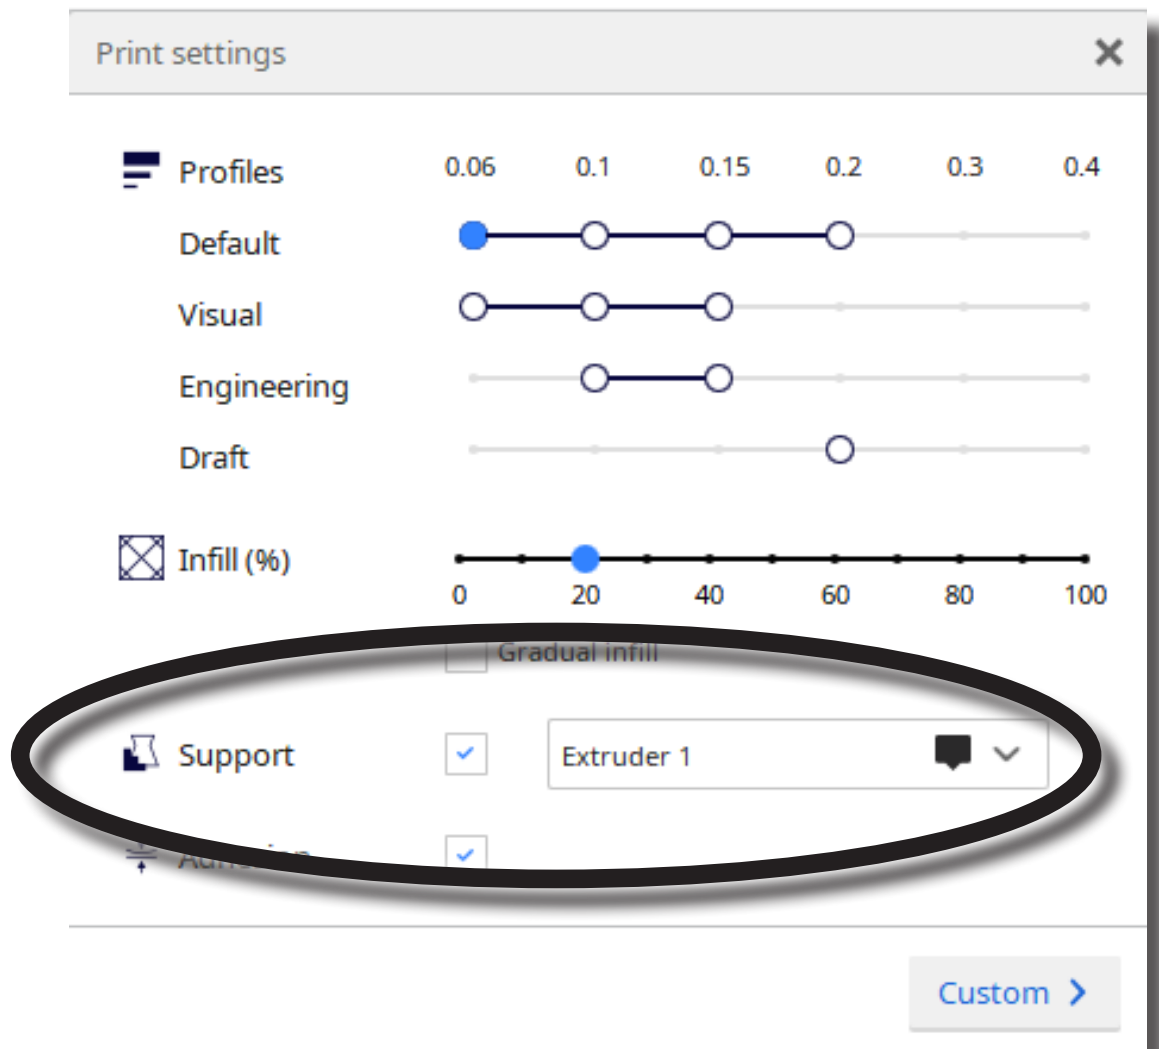 Print settings
Profiles 0.06 0.1 0.15 0.2 0.3 0.4
Default
Visual
Engineering
Draft
Infill (%)
0 20 40 60 80 100
Gradual infill
Support Extruder 1
Custom